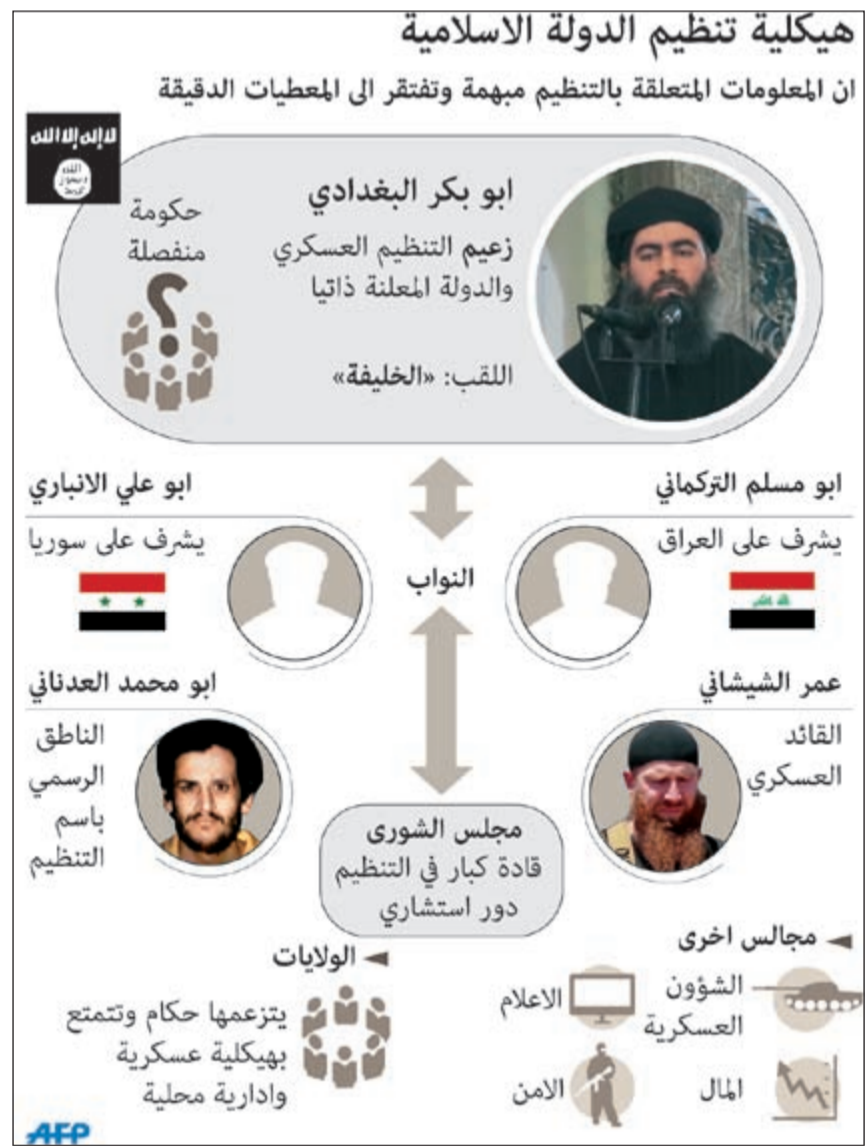 هيكلية تنظيم الدولة الاسلامية
ان المعلومات المتعلقة بالتنظيم مبهمة وتفتقر الى المعطيات الدقيقة
لا إله إلا الله
الله
رسول
محمد
ابو بكر البغدادي
زعيم التنظيم العسكري
والدولة المعلنة ذاتيا
اللقب: «الخليفة»
حكومة
منفصلة
?
ابو مسلم التركماني
يشرف على العراق
ابو علي الانباري
يشرف على سوريا
النواب
عمر الشيشاني
القائد
العسكري
ابو محمد العدناني
الناطق
الرسمي
باسم
التنظيم
مجلس الشورى
قادة كبار في التنظيم
دور استشاري
مجالس اخرى
الشؤون
العسكرية
الاعلام
المال
الامن
الولايات
يتزعمها حكام وتتمتع
بهيكلية عسكرية
وادارية محلية
AFP